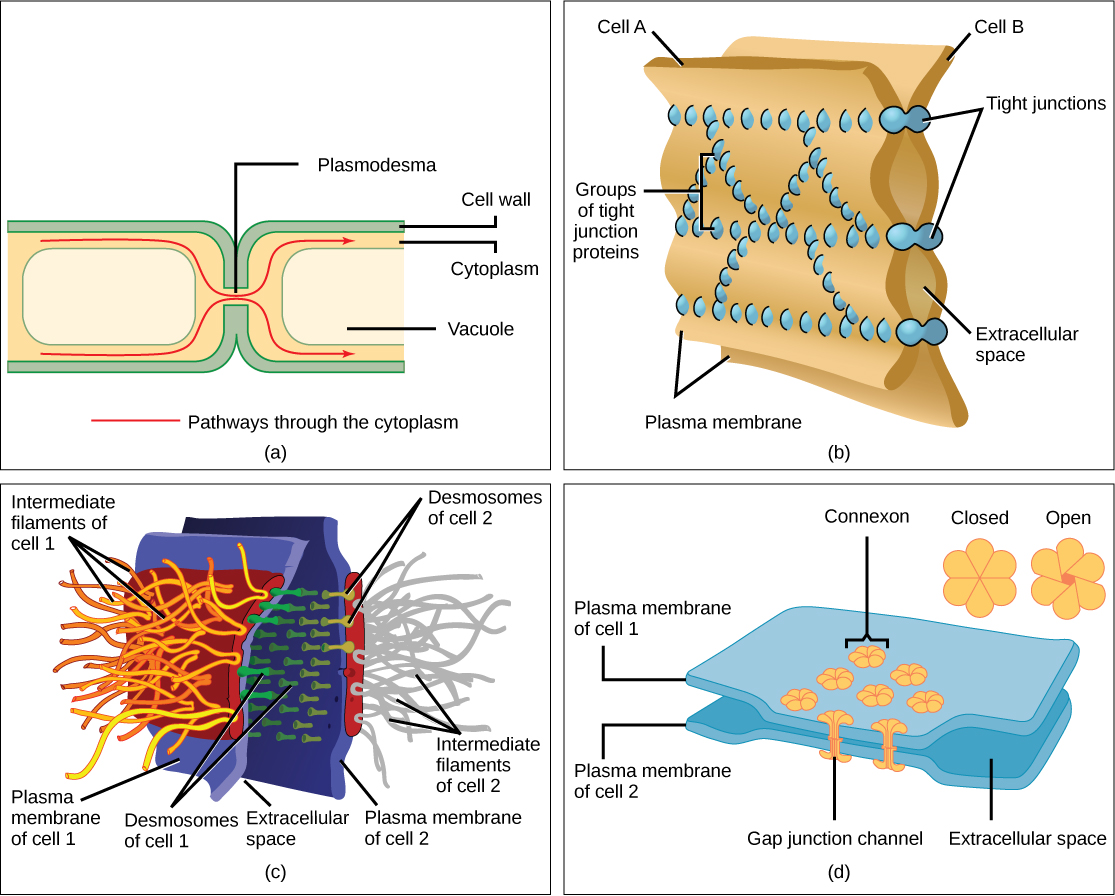 Plasmodesma
Cell wall
Cytoplasm
Vacuole
Pathways through the cytoplasm
(a)
Cell A
Cell B
Tight junctions
Groups
of tight
junction
proteins
Extracellular
space
Plasma membrane
(b)
Intermediate
filaments of
cell 1
Desmosomes
of cell 2
Intermediate
filaments
of cell 2
Plasma
membrane
of cell 1
Desmosomes
of cell 1
Extracellular
space
Plasma membrane
of cell 2
(c)
Connexon
Closed
Open
Plasma membrane
of cell 1
Plasma membrane
of cell 2
Gap junction channel
Extracellular space
(d)